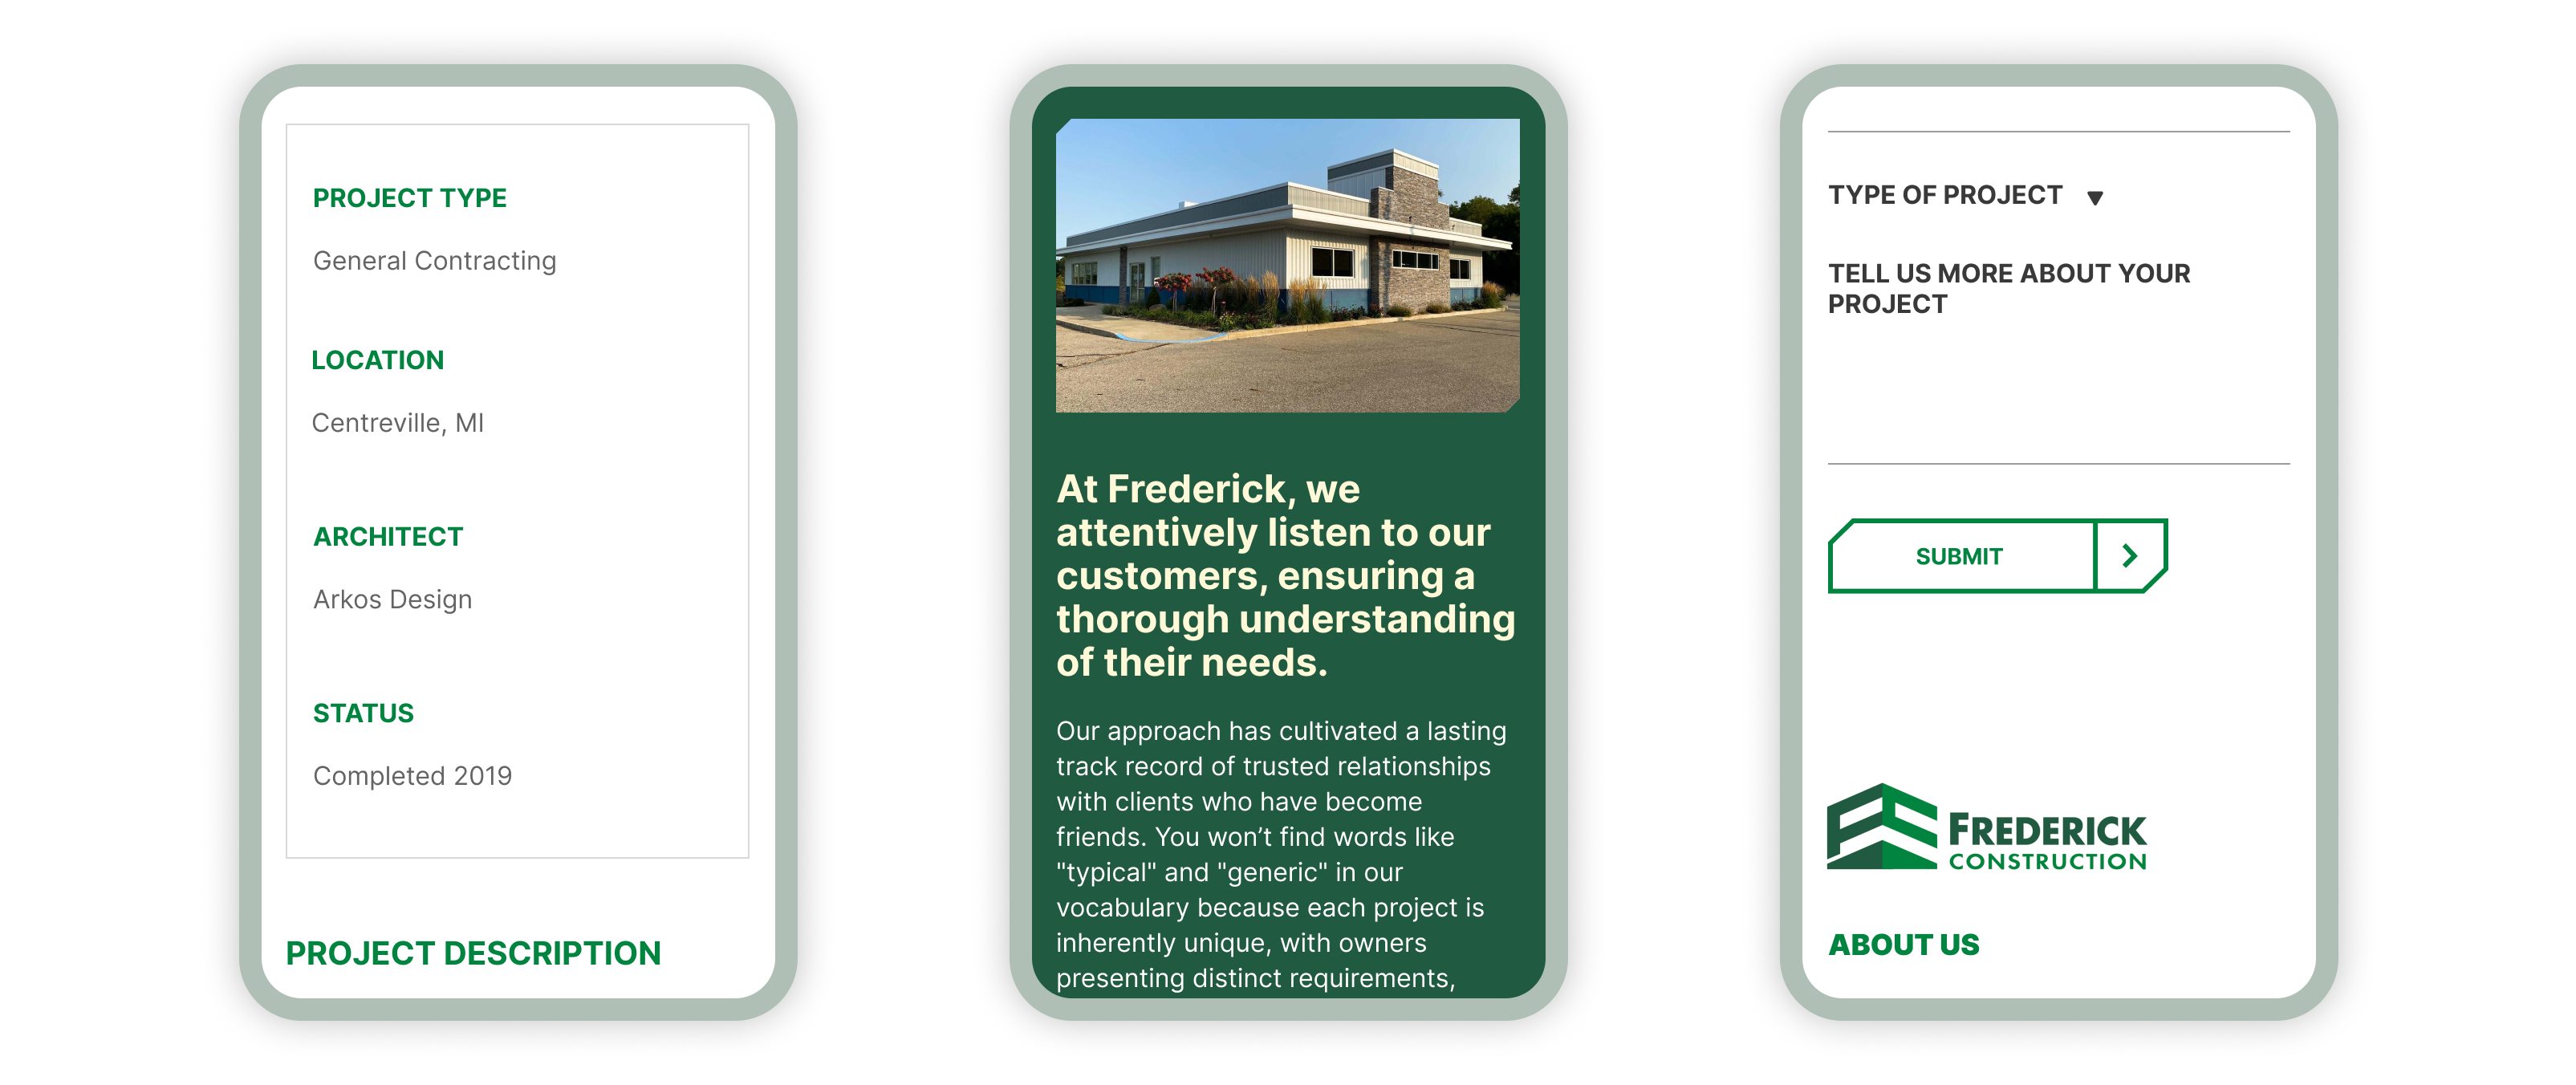 PROJECT TYPE
General Contracting
LOCATION
Centreville, MI
ARCHITECT
Arkos Design
STATUS
Completed 2019
PROJECT DESCRIPTION
At Frederick, we
attentively listen to our
customers, ensuring a
thorough understanding
of their needs.
Our approach has cultivated a lasting
track record of trusted relationships
with clients who have become
friends. You won’t find words like
"typical" and "generic" in our
vocabulary because each project is
inherently unique, with owners
presenting distinct requirements,
TYPE OF PROJECT
TELL US MORE ABOUT YOUR
PROJECT
SUBMIT
FREDERICK
CONSTRUCTION
ABOUT US